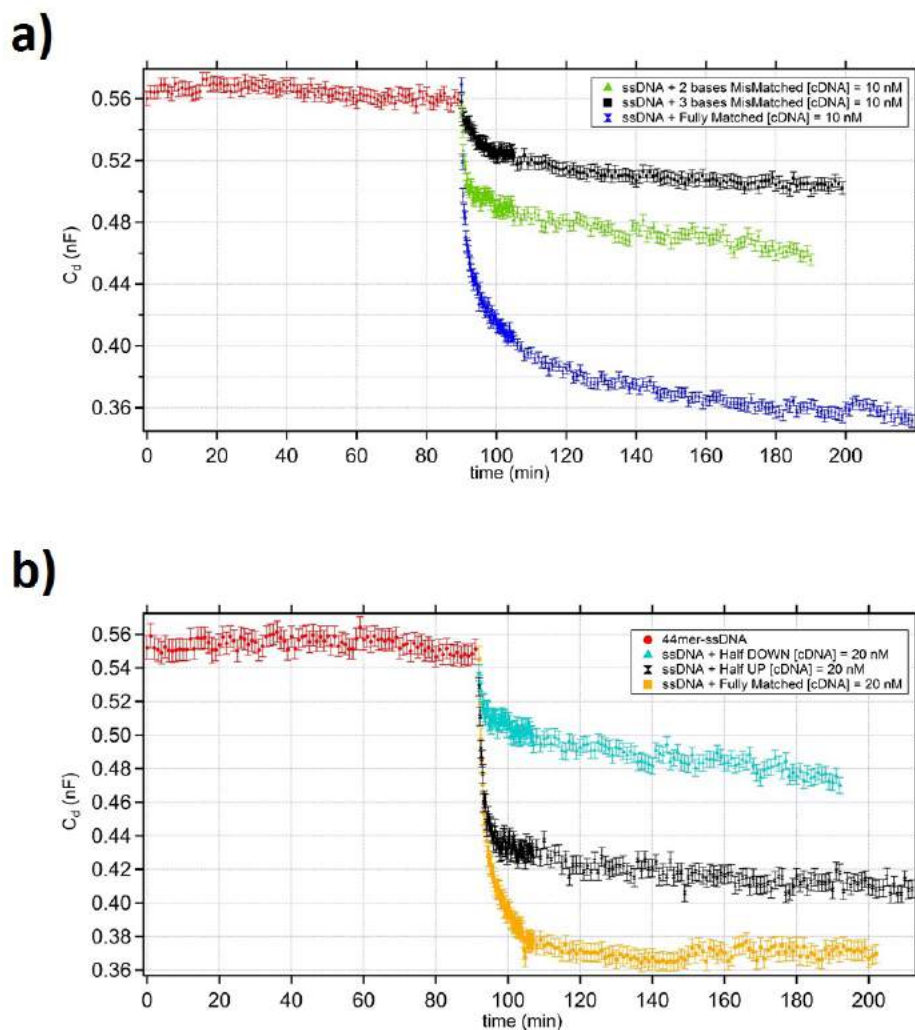 a)
0.56
0.52
0.48
0.44
0.40
0.36
C_d (nF)
ssDNA + 2 bases MisMatched [cDNA] = 10 nM
ssDNA + 3 bases MisMatched [cDNA] = 10 nM
ssDNA + Fully Matched [cDNA] = 10 nM
0 20 40 60 80 100 120 140 160 180 200
time (min)
b)
0.56
0.54
0.50
0.48
0.46
0.44
0.42
0.40
0.38
0.36
C_d (nF)
44mer-ssDNA
ssDNA + Half DOWN [cDNA] = 20 nM
ssDNA + Half UP [cDNA] = 20 nM
ssDNA + Fully Matched [cDNA] = 20 nM
0 20 40 60 80 100 120 140 160 180 200
time (min)